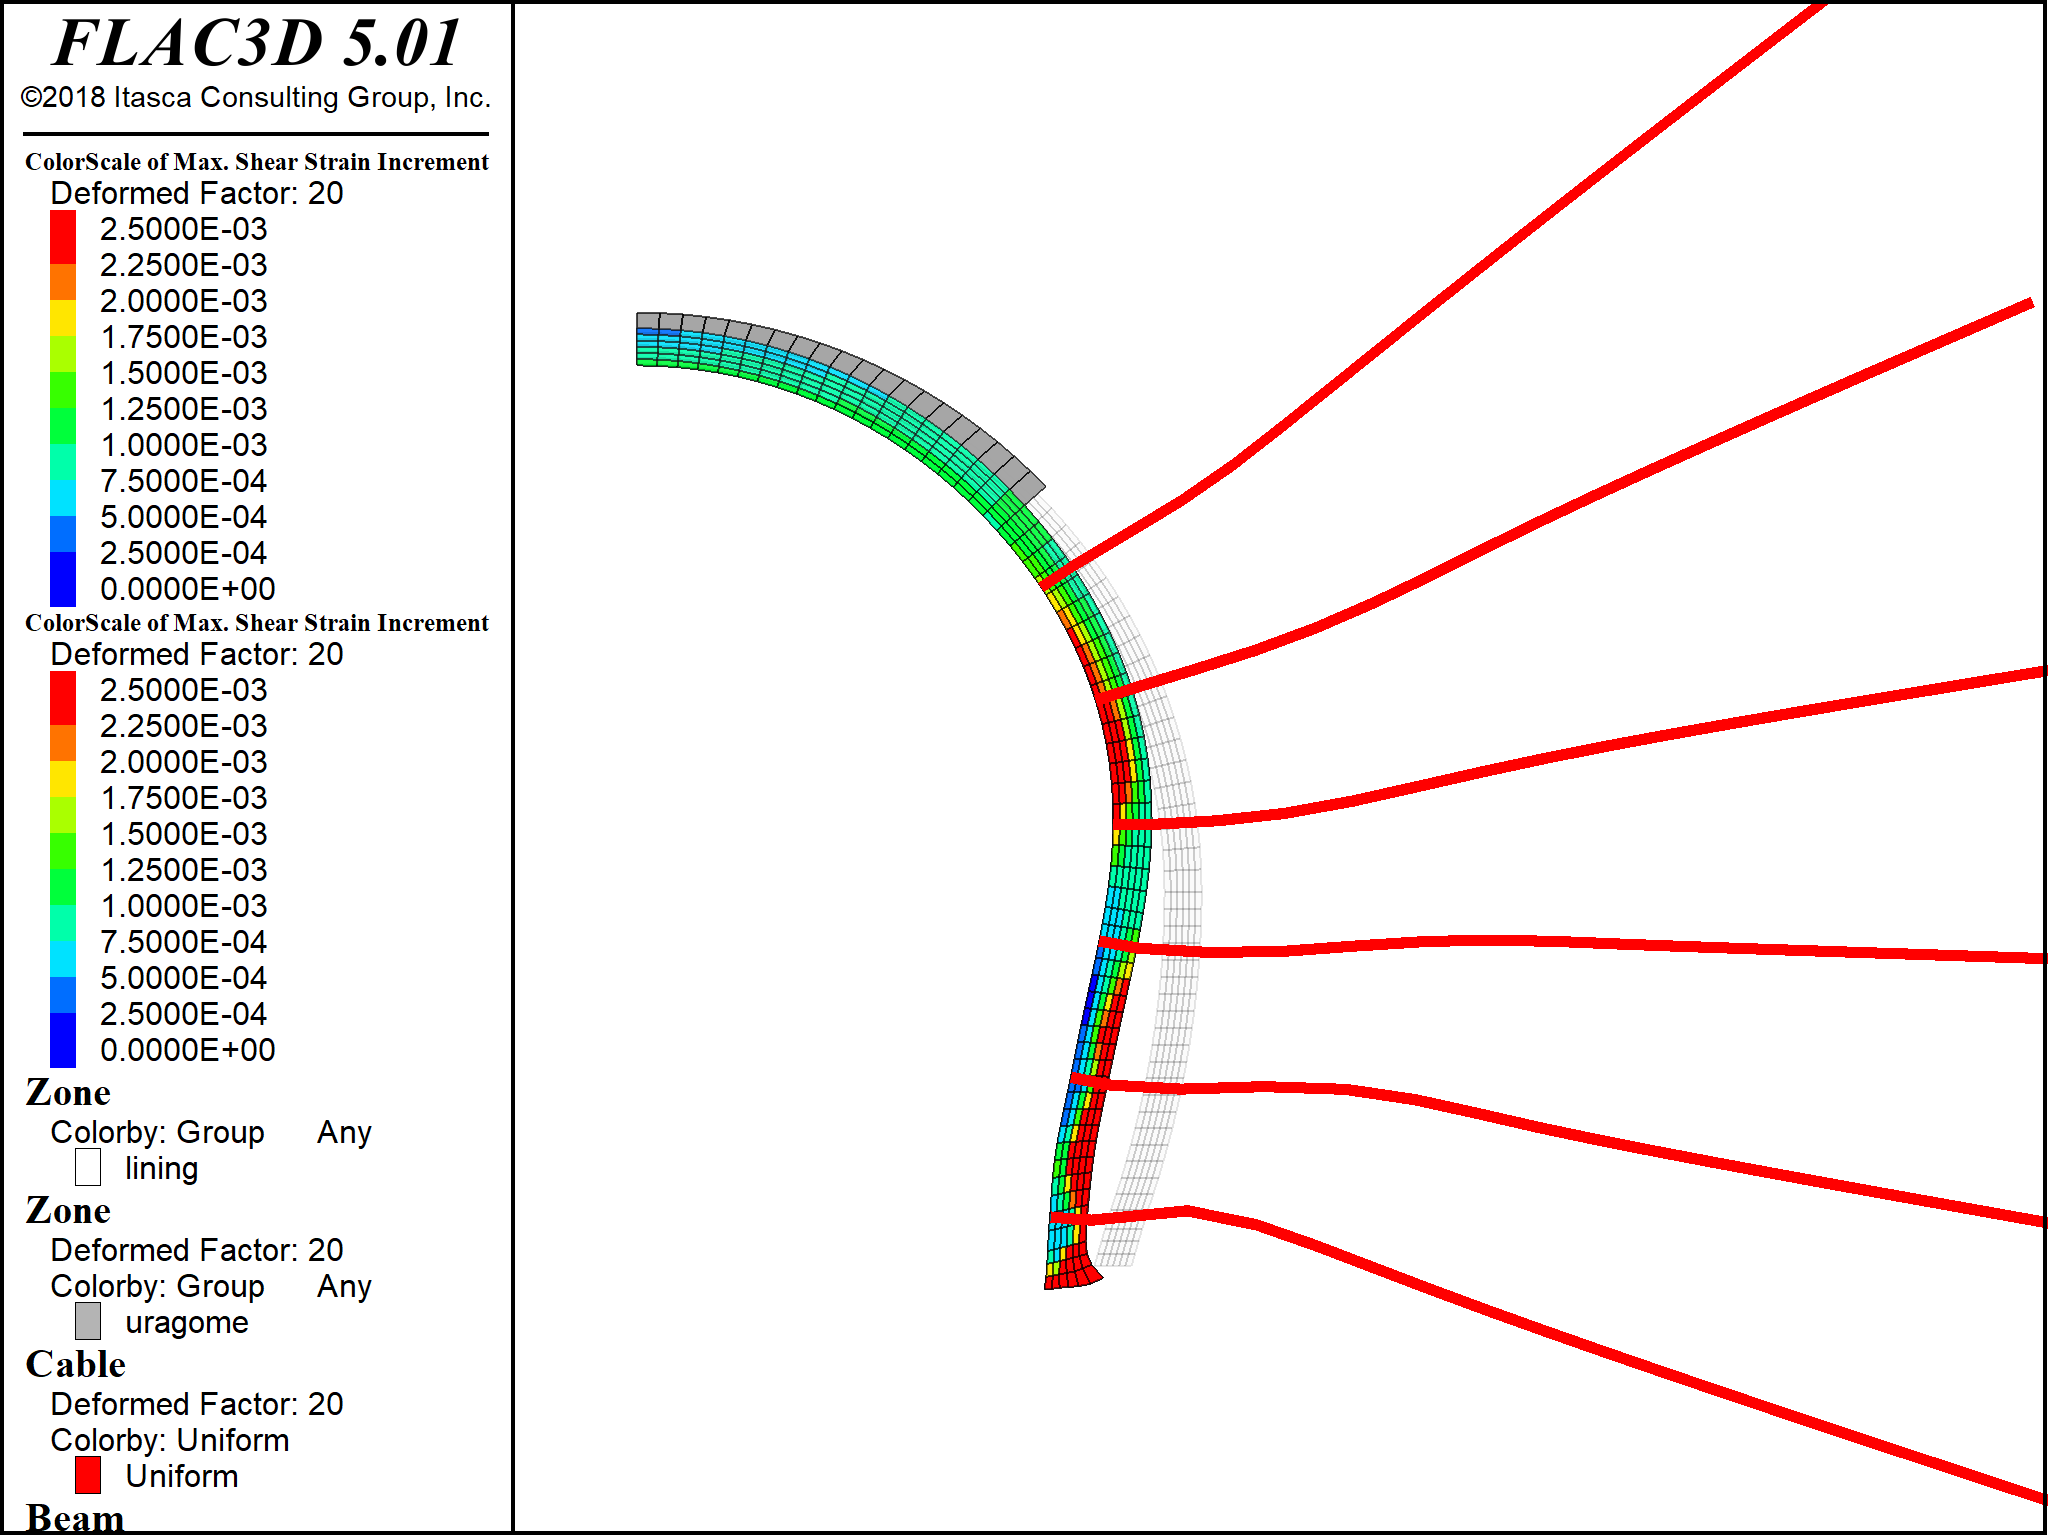 FLAC3D 5.01
©2018 Itasca Consulting Group, Inc.
ColorScale of Max. Shear Strain Increment
Deformed Factor: 20
2.5000E-03
2.2500E-03
2.0000E-03
1.7500E-03
1.5000E-03
1.2500E-03
1.0000E-03
7.5000E-04
5.0000E-04
2.5000E-04
0.0000E+00
ColorScale of Max. Shear Strain Increment
Deformed Factor: 20
2.5000E-03
2.2500E-03
2.0000E-03
1.7500E-03
1.5000E-03
1.2500E-03
1.0000E-03
7.5000E-04
5.0000E-04
2.5000E-04
0.0000E+00
Zone
Colorby: Group Any
lining
Zone
Deformed Factor: 20
Colorby: Group Any
uragome
Cable
Deformed Factor: 20
Colorby: Uniform
Uniform
Beam